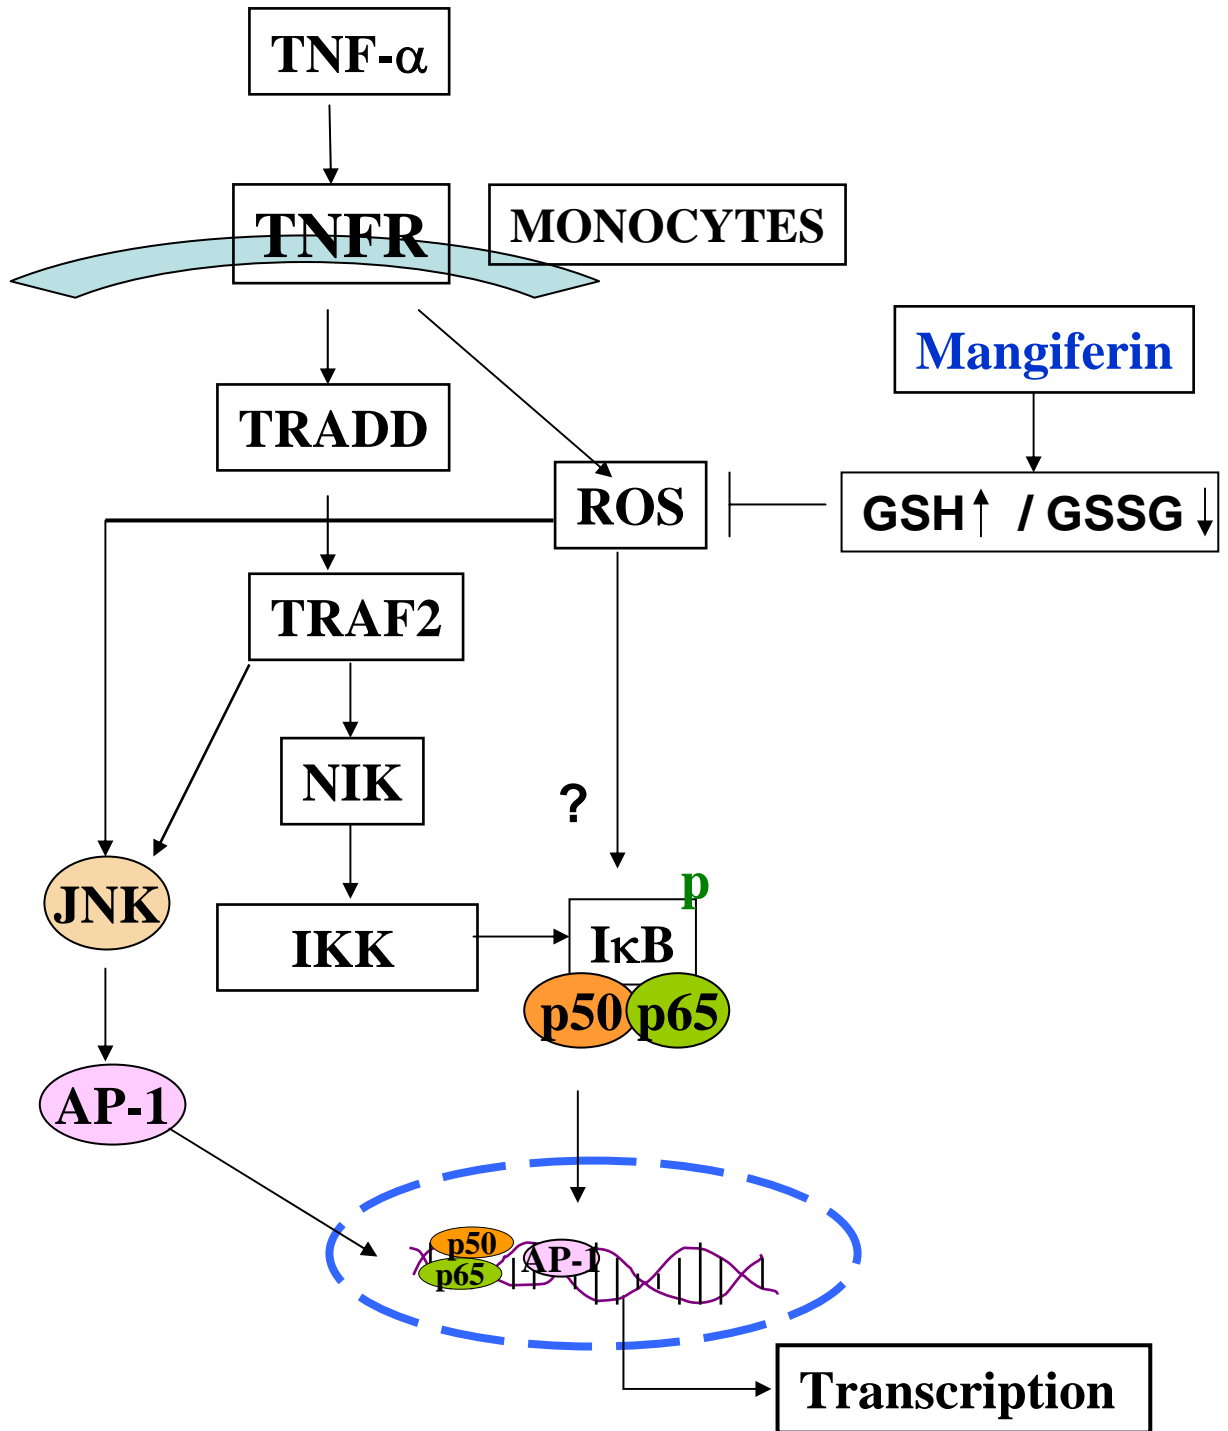 TNF-α
TNFR
MONOCYTES
Mangiferin
TRADD
ROS
GSH↑ / GSSG↓
TRAF2
NIK
?
p
JNK
IKK
IκB
p50 p65
AP-1
p50
AP-1
p65
Transcription